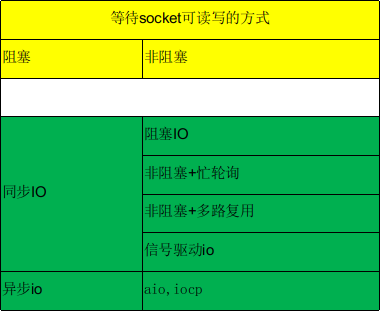 等待socket可读写的方式
阻塞 非阻塞
阻塞IO
非阻塞+忙轮询
同步IO
非阻塞+多路复用
信号驱动io
异步io aio,iocp